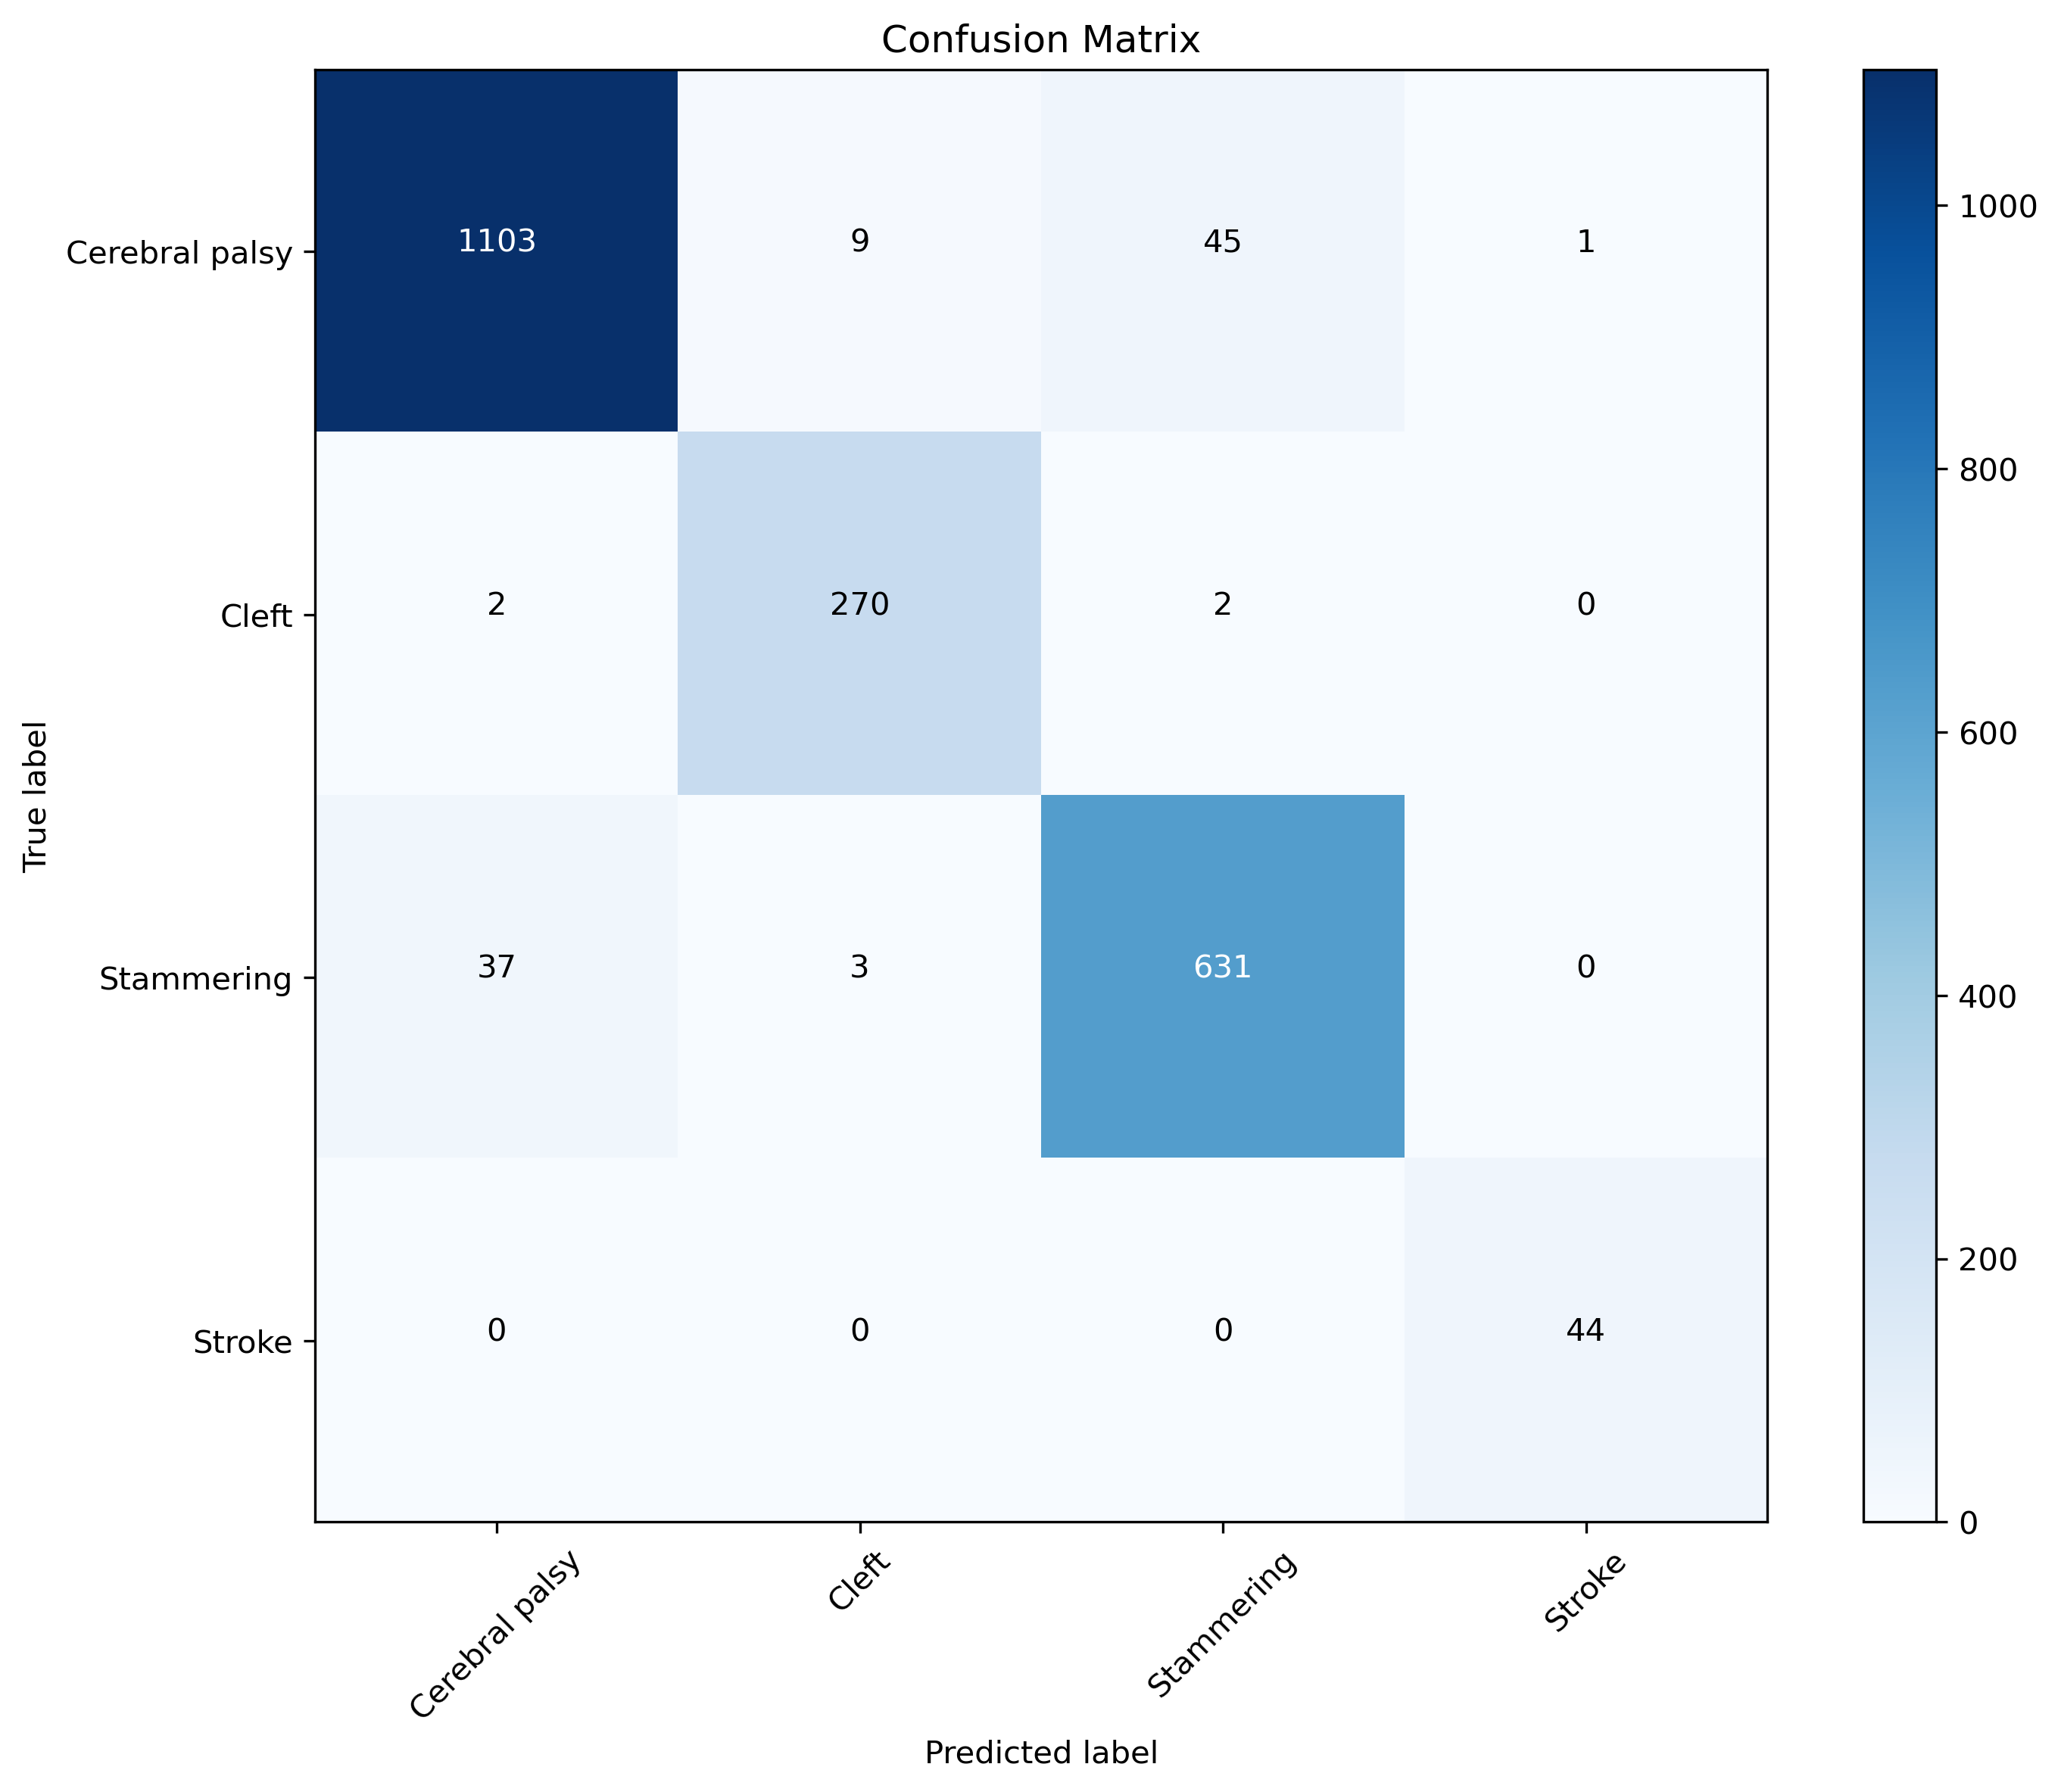 Confusion Matrix
Cerebral palsy 1103 9 45 1
Cleft 2 270 2 0
Stammering 37 3 631 0
Stroke 0 0 0 44
True label
Cerebral palsy Cleft Stammering Stroke
Predicted label
1000
800
600
400
200
0